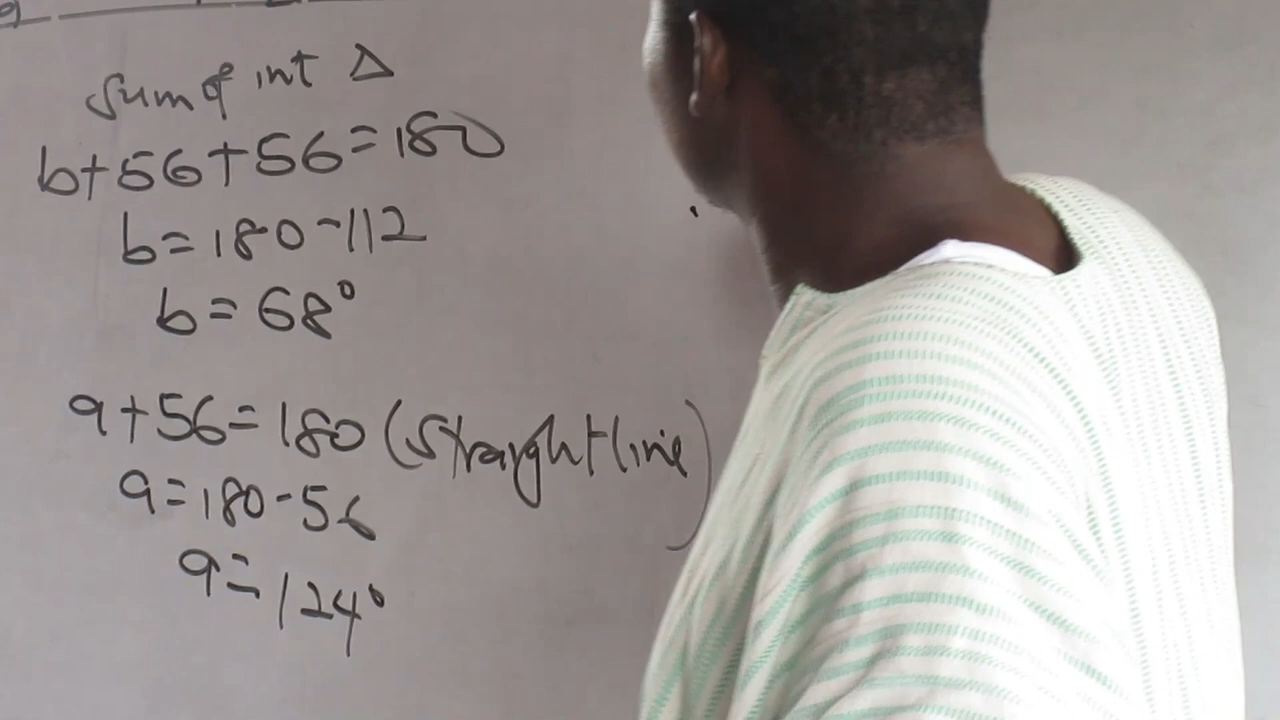 Sum of int △
b+56+56=180
b=180-112
b=68°
a+56=180 (straight line)
a=180-56
a=124°